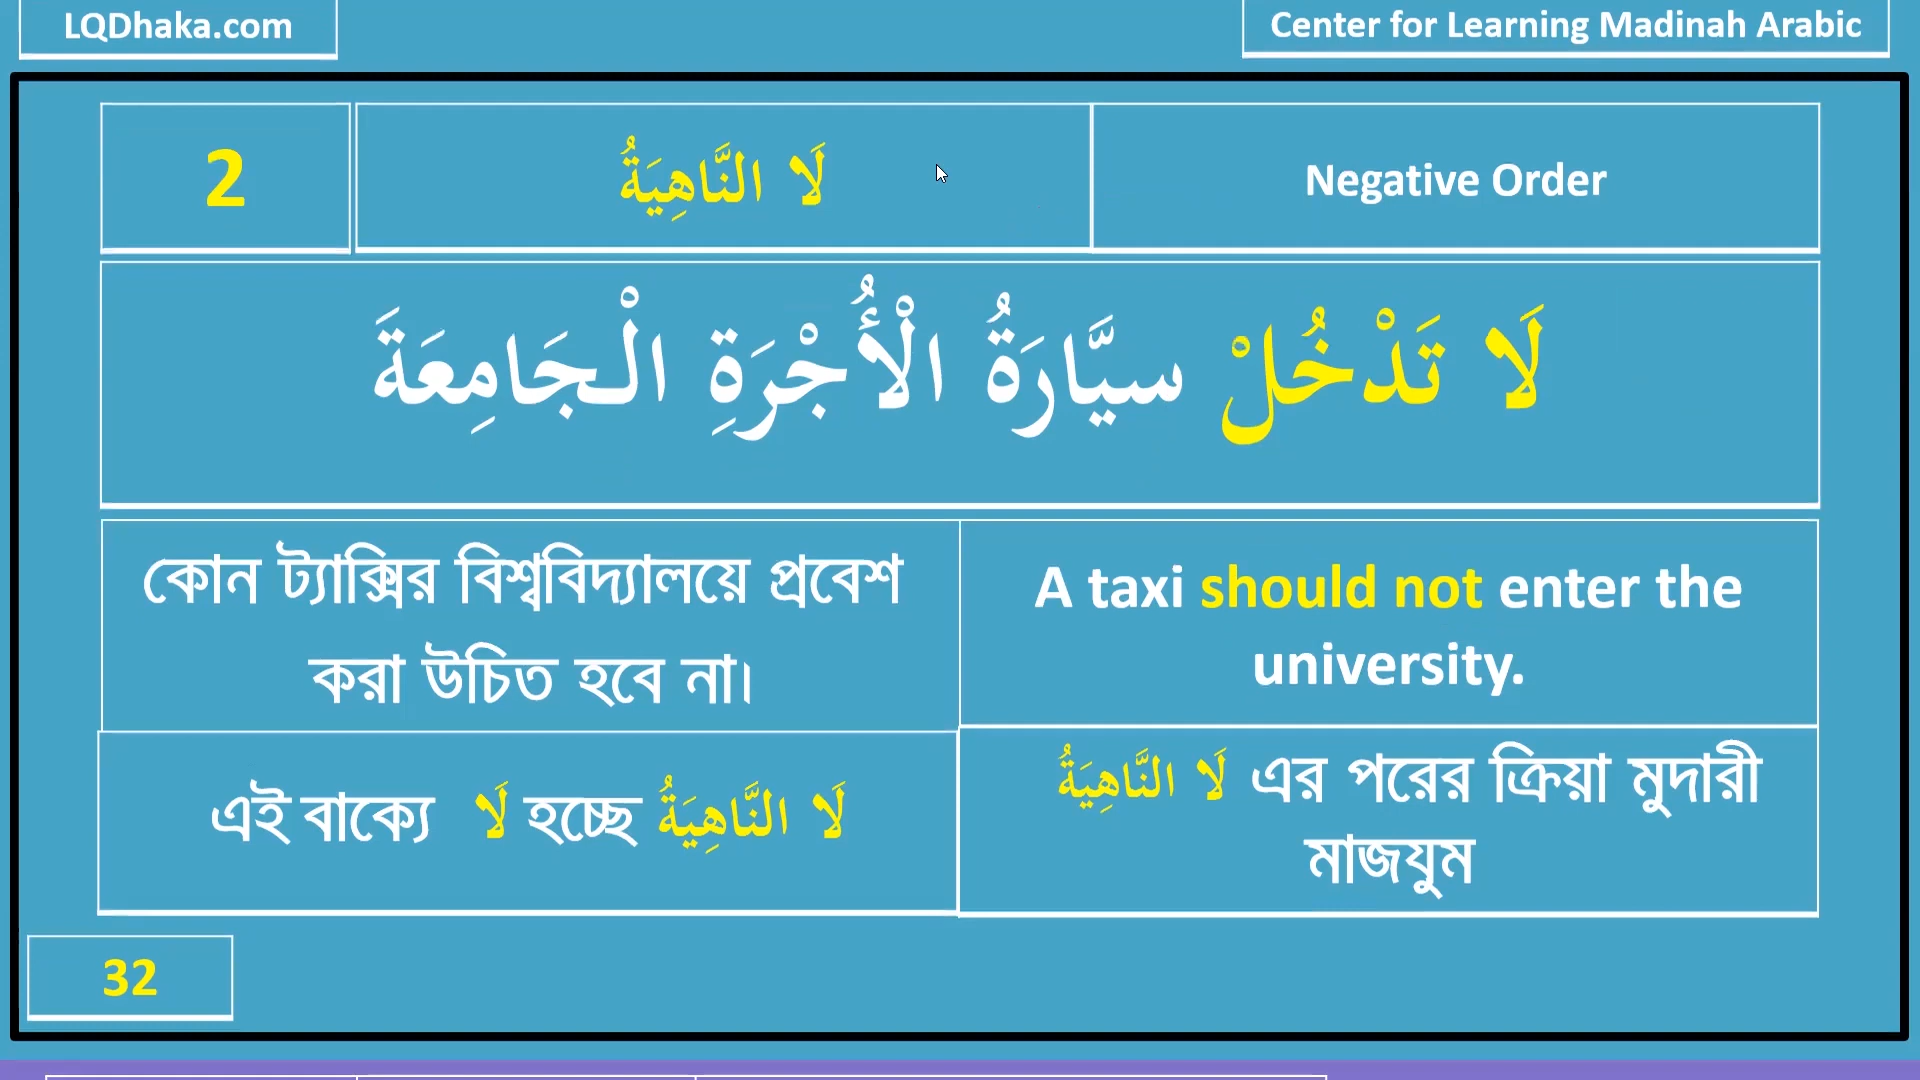 LQDhaka.com
Center for Learning Madinah Arabic
2
لَا النَّاهِيَةُ
Negative Order
لَا تَدْخُلْ سيَّارَةُ الْأُجْرَةِ الْجَامِعَةَ
কোন ট্যাক্সির বিশ্ববিদ্যালয়ে প্রবেশ
করা উচিত হবে না।
A taxi should not enter the
university.
এই বাক্যে لَا হচ্ছে لَا النَّاهِيَةُ
لَا النَّاهِيَةُ এর পরের ক্রিয়া মুদারী
মাজযুম
32